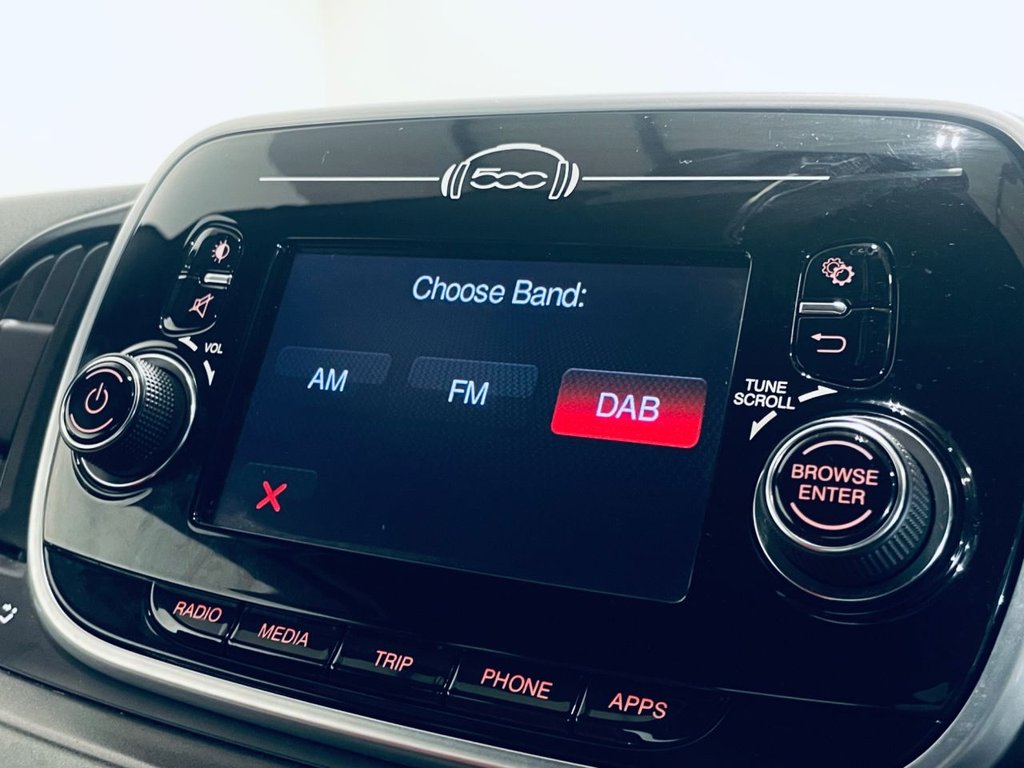 500
Choose Band:
AM
FM
DAB
VOL
TUNE
SCROLL
BROWSE
ENTER
RADIO
MEDIA
TRIP
PHONE
APPS